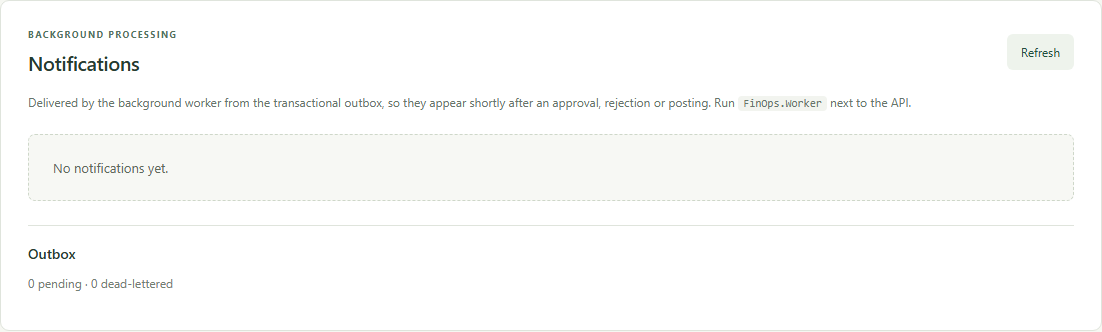 BACKGROUND PROCESSING
Notifications
Refresh
Delivered by the background worker from the transactional outbox, so they appear shortly after an approval, rejection or posting. Run FinOps.Worker next to the API.
No notifications yet.
Outbox
0 pending · 0 dead-lettered